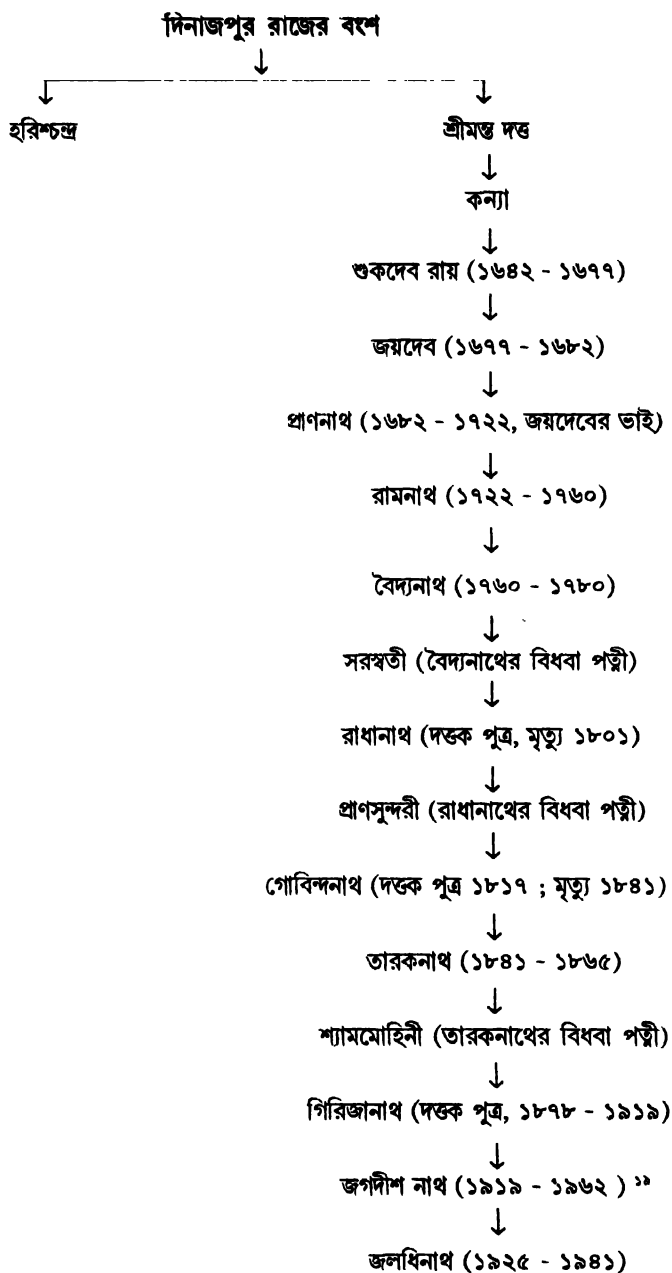 দিনাজপুর রাজের বংশ
↓
↓ ↓
হরিশ্চন্দ্র শ্রীমন্ত দত্ত
↓
কন্যা
↓
শুকদেব রায় (১৬৪২ - ১৬৭৭)
↓
জয়দেব (১৬৭৭ - ১৬৮২)
↓
প্রাণনাথ (১৬৮২ - ১৭২২, জয়দেবের ভাই)
↓
রামনাথ (১৭২২ - ১৭৬০)
↓
বৈদ্যনাথ (১৭৬০ - ১৭৮০)
↓
সরস্বতী (বৈদ্যনাথের বিধবা পত্নী)
↓
রাধানাথ (দত্তক পুত্র, মৃত্যু ১৮০১)
↓
প্রাণসুন্দরী (রাধানাথের বিধবা পত্নী)
↓
গোবিন্দনাথ (দত্তক পুত্র ১৮১৭ ; মৃত্যু ১৮৪১)
↓
তারকনাথ (১৮৪১ - ১৮৬৫)
↓
শ্যামমোহিনী (তারকনাথের বিধবা পত্নী)
↓
গিরিজানাথ (দত্তক পুত্র, ১৮৭৮ - ১৯১৯)
↓
জগদীশ নাথ (১৯১৯ - ১৯৬২ ) ১৯
↓
জলধিনাথ (১৯২৫ - ১৯৪১)